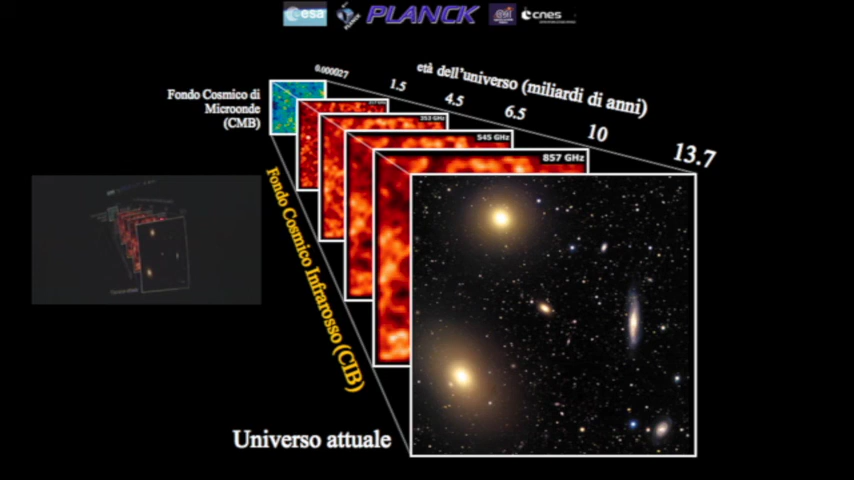 esa
PLANCK
cnes
0.000027
1.5
4.5
6.5
10
13.7
età dell'universo (miliardi di anni)
Fondo Cosmico di
Microonde
(CMB)
353 GHz
545 GHz
857 GHz
Fondo Cosmico Infrarosso (CIB)
Universo attuale